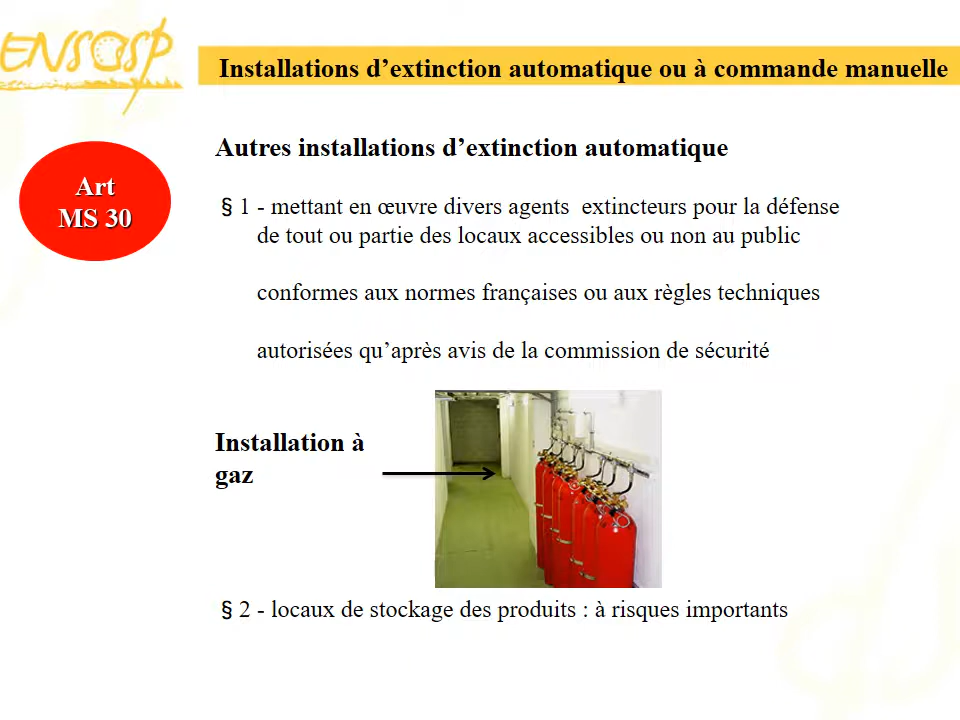 ENSOSP
Installations d’extinction automatique ou à commande manuelle
Autres installations d’extinction automatique
Art
MS 30
§ 1 - mettant en œuvre divers agents extincteurs pour la défense
de tout ou partie des locaux accessibles ou non au public
conformes aux normes françaises ou aux règles techniques
autorisées qu’après avis de la commission de sécurité
Installation à
gaz
§ 2 - locaux de stockage des produits : à risques importants